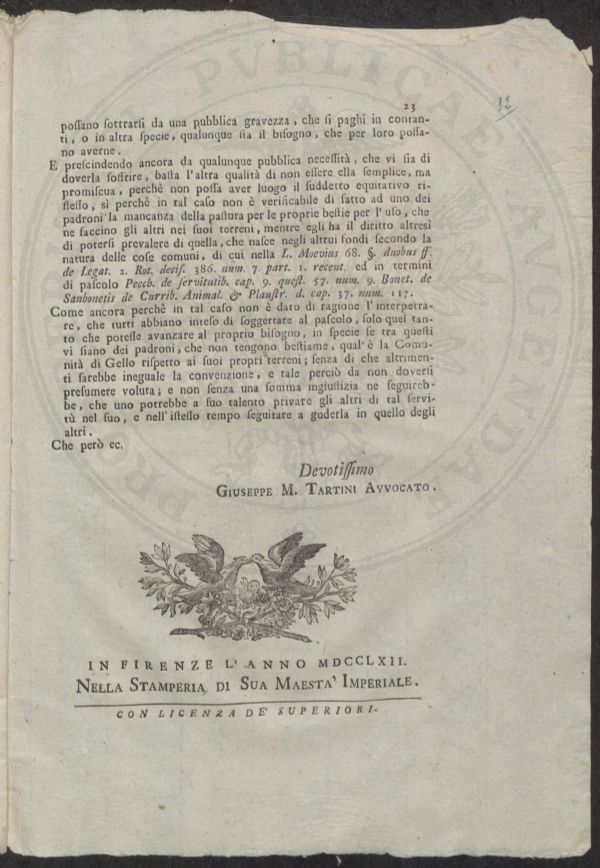 23
12
possano sottrarsi da una pubblica gravezza, che si paghi in contan-
ti, o in altra specie, qualunque sia il bisogno, che per loro possa-
no averne.
E prescindendo ancora da qualunque pubblica necessità, che vi sia di
doverla soffrire, basta l'altra qualità di non essere ella semplice, ma
promiscua, perchè non possa aver luogo il suddetto equitativo ri-
flesso, sì perchè in tal caso non è verificabile di fatto ad uno dei
padroni la mancanza della pastura per le proprie bestie per l'uso, che
ne faccino gli altri nei suoi terreni, mentre egli ha il diritto altresì
di potersi prevalere di quella, che nasce negli altrui fondi secondo la
natura delle cose comuni, di cui nella L. Moevius 68. §. duobus ff.
de Legat. 2. Rot. decis. 386. num. 7. part. 1. recent. ed in termini
di pascolo Peccb. de servitutib. cap. 9. quest. 57. num. 9. Bonet. de
Sanbonetis de Currib. Animal. & Plaustr. d. cap. 37. num. 117.
Come ancora perchè in tal caso non è dato di ragione l'interpetra-
re, che tutti abbiano inteso di soggettare al pascolo, solo quel tan-
to che potesse avanzare al proprio bisogno, in specie se tra questi
vi siano dei padroni, che non tengono bestiame, qual'è la Comu-
nità di Gello rispetto ai suoi propri terreni; senza di che altrimen-
ti sarebbe ineguale la convenzione, e tale perciò da non doversi
presumere voluta; e non senza una somma ingiustizia ne seguireb-
be, che uno potrebbe a suo talento privare gli altri di tal servi-
tù nel suo, e nell'istesso tempo seguitare a goderla in quello degli
altri.
Che però ec.
Devotissimo
GIUSEPPE M. TARTINI AVVOCATO.
IN FIRENZE L'ANNO MDCCLXII.
NELLA STAMPERIA DI SUA MAESTA' IMPERIALE.
CON LICENZA DE' SUPERIORI.